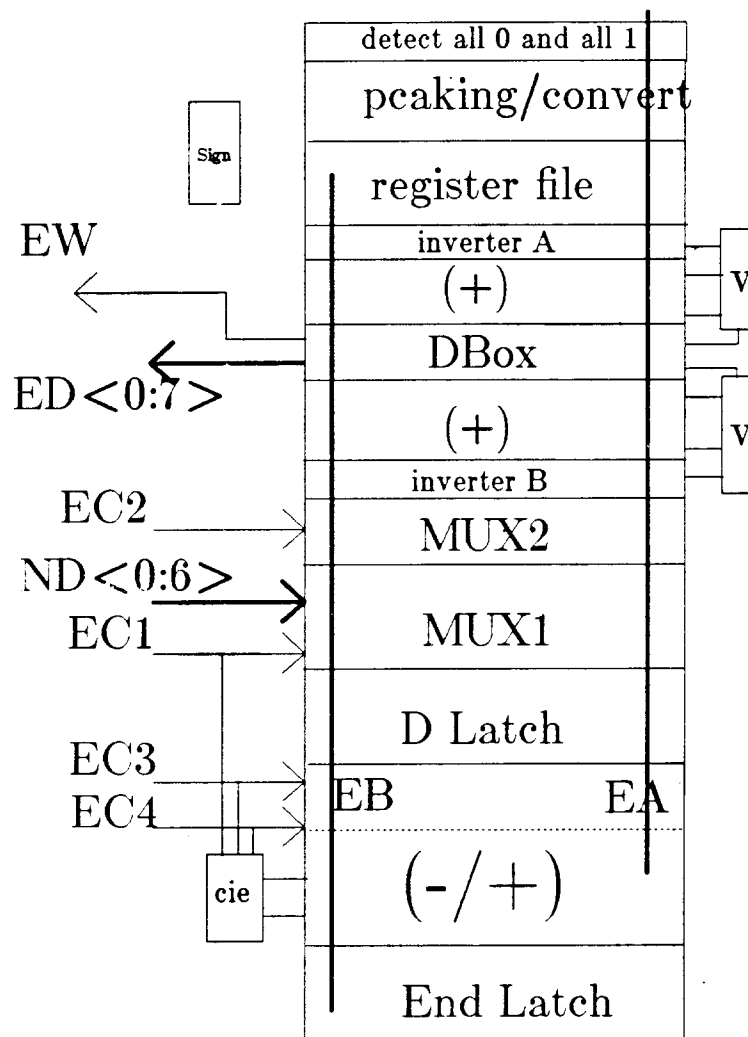 detect all 0 and all 1
pcaking/convert
Sign
register file
EW
inverter A
(+)
V
DBox
ED<0:7>
(+)
V
inverter B
EC2
MUX2
ND<0:6>
EC1
MUX1
D Latch
EC3
EB
EA
EC4
cie
(-/+)
End Latch